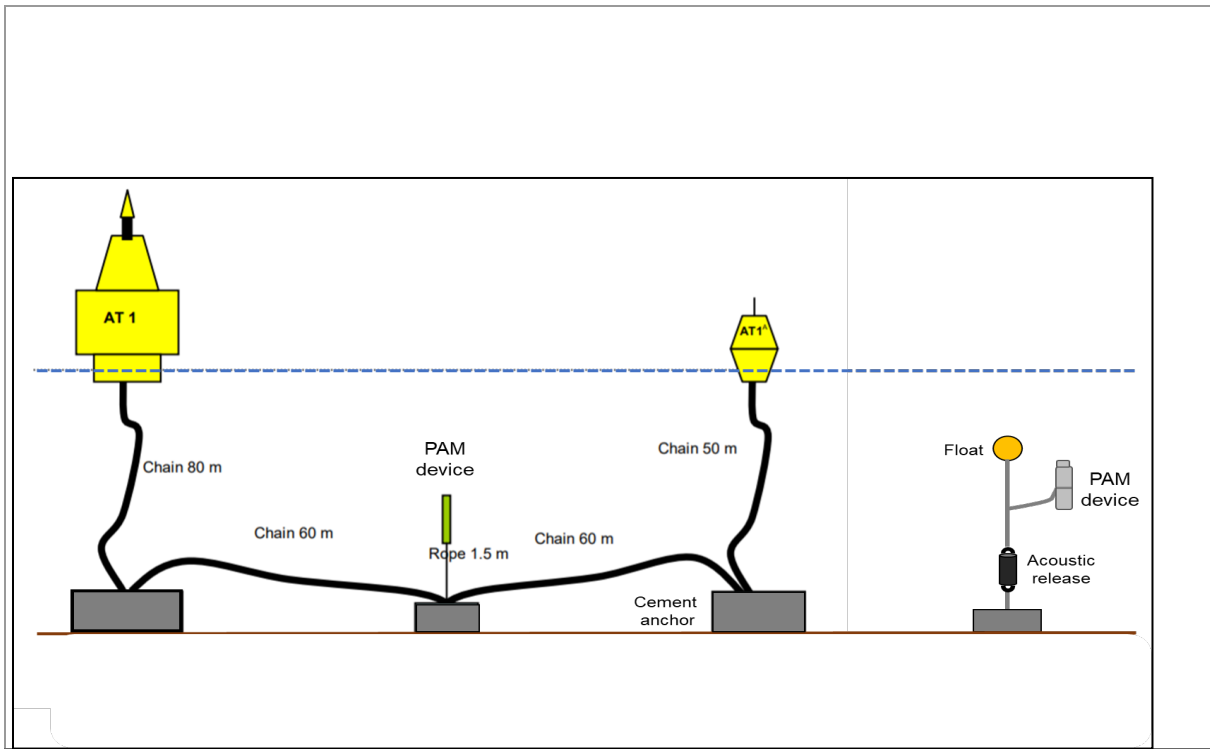 AT 1
AT1ᴬ
Chain 80 m
PAM
device
Chain 50 m
Float
PAM
device
Chain 60 m
Rope 1.5 m
Chain 60 m
Acoustic
release
Cement
anchor